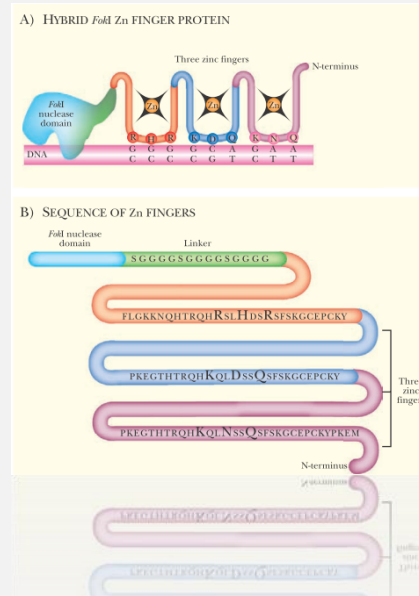 A) HYBRID FokI Zn FINGER PROTEIN
Three zinc fingers
N-terminus
FokI
nuclease
domain
Zn Zn Zn
R H R K D Q K N Q
G G G G C A G A A
DNA
C C C C G T C T T
B) SEQUENCE OF Zn FINGERS
FokI nuclease
domain
Linker
S G G G G S G G G G S G G G G
FLGKKNQHTRQHRSLHDSRSFSKGCEPCKY
PKEGTHTRQHKQLDSSQSFSKGCEPCKY
Three
zinc
fingers
PKEGTHTRQHKQLNSSQSFSKGCEPCKYPKEM
N-terminus